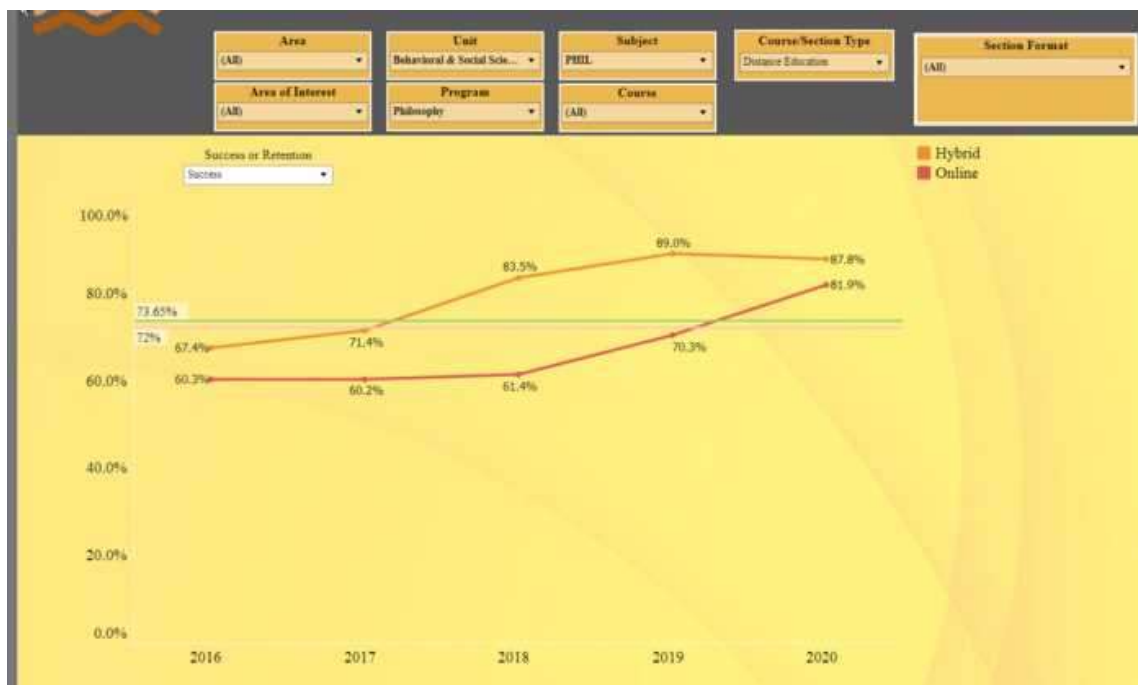 Area
(All)
Unit
Behavioral & Social Scie...
Subject
PHIL
Course/Section Type
Distance Education
Section Format
(All)
Area of Interest
(All)
Program
Philosophy
Course
(All)
Success or Retention
Success
Hybrid
Online
100.0%
80.0%
60.0%
40.0%
20.0%
0.0%
73.65%
72%
67.4%
71.4%
83.5%
89.0%
87.8%
60.3%
60.2%
61.4%
70.3%
81.9%
2016 2017 2018 2019 2020